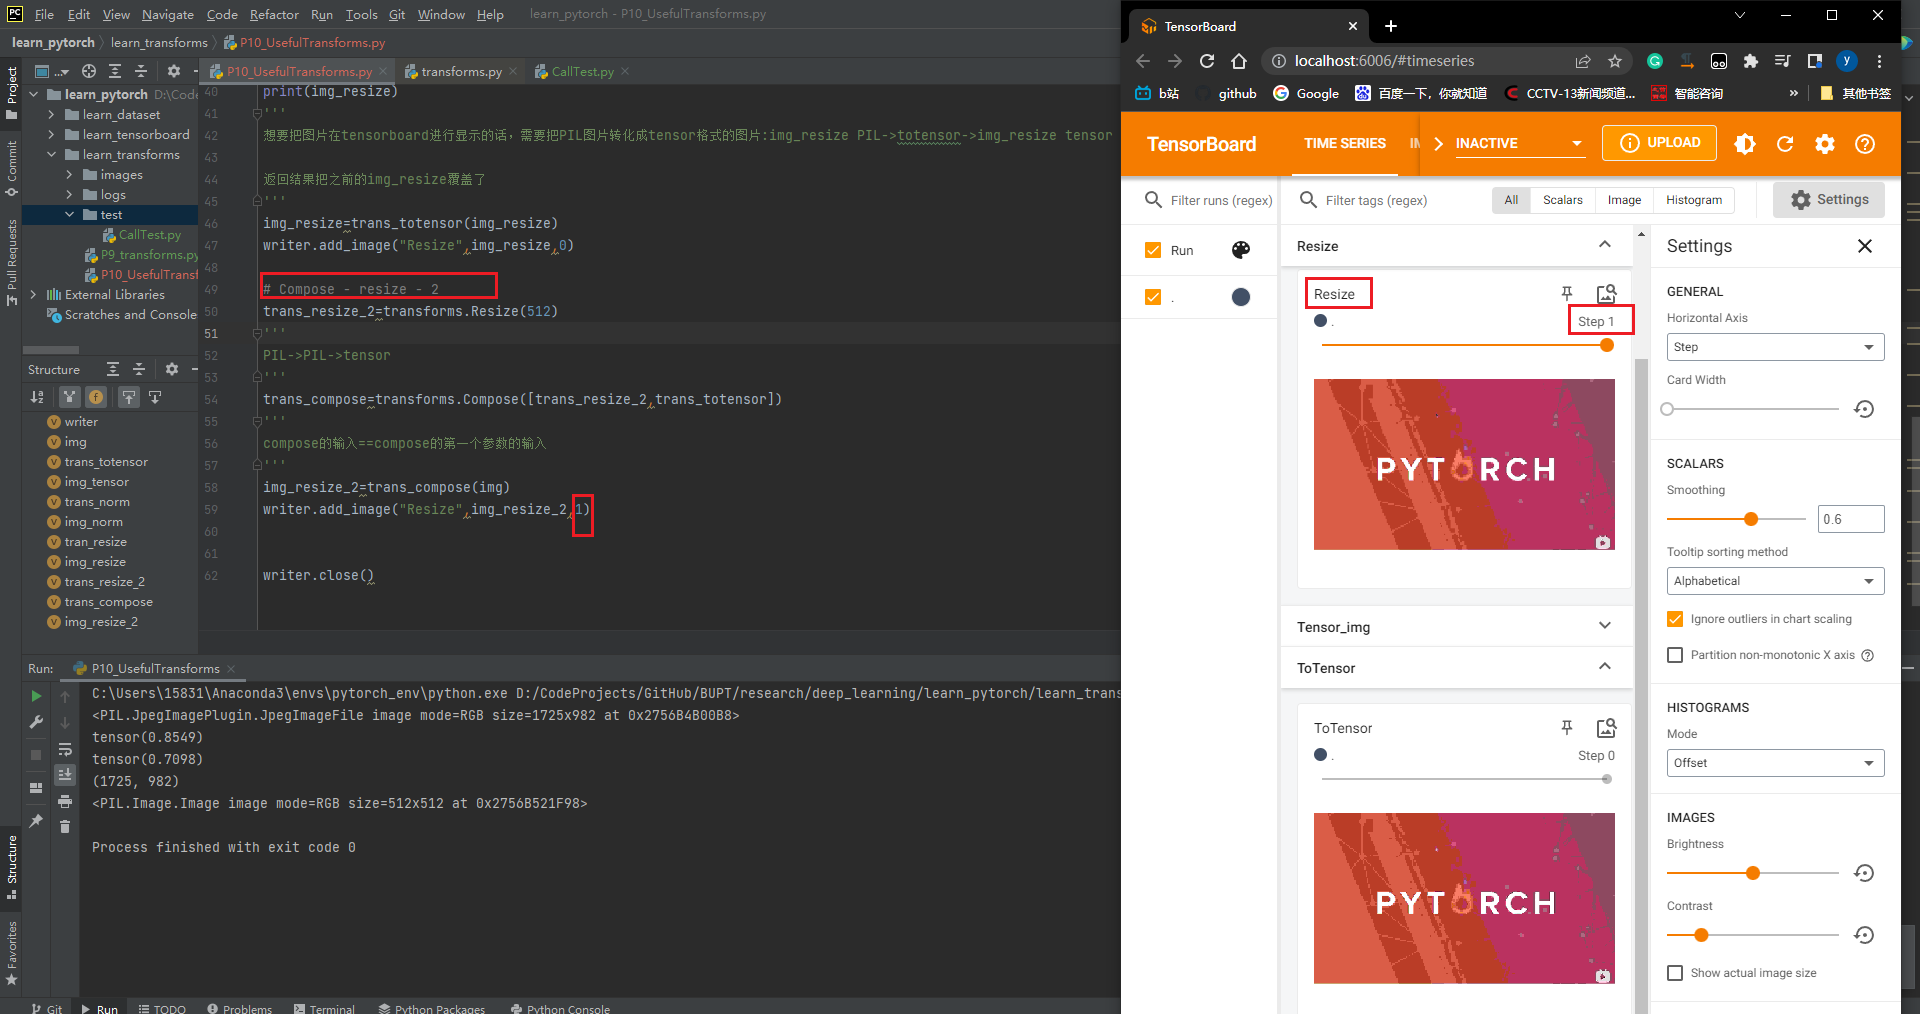 File Edit View Navigate Code Refactor Run Tools Git Window Help learn_pytorch - P10_UsefulTransforms.py
learn_pytorch learn_transforms P10_UsefulTransforms.py
Project
Commit
Pull Requests
Structure
Favorites
learn_pytorch D:\Code
learn_dataset
learn_tensorboard
learn_transforms
images
logs
test
CallTest.py
P9_transforms.py
P10_UsefulTransf
External Libraries
Scratches and Console
Structure
writer
img
trans_totensor
img_tensor
trans_norm
img_norm
tran_resize
img_resize
trans_resize_2
trans_compose
img_resize_2
P10_UsefulTransforms.py transforms.py CallTest.py
40 print(img_resize)
41 '''
42 想要把图片在tensorboard进行显示的话，需要把PIL图片转化成tensor格式的图片:img_resize PIL->totensor->img_resize tensor
43
44 返回结果把之前的img_resize覆盖了
45 '''
46 img_resize=trans_totensor(img_resize)
47 writer.add_image("Resize",img_resize,0)
48
49 # Compose - resize - 2
50 trans_resize_2=transforms.Resize(512)
51 '''
52 PIL->PIL->tensor
53 '''
54 trans_compose=transforms.Compose([trans_resize_2,trans_totensor])
55 '''
56 compose的输入==compose的第一个参数的输入
57 '''
58 img_resize_2=trans_compose(img)
59 writer.add_image("Resize",img_resize_2,1)
60
61
62 writer.close()
Run: P10_UsefulTransforms
C:\Users\15831\Anaconda3\envs\pytorch_env\python.exe D:/CodeProjects/GitHub/BUPT/research/deep_learning/learn_pytorch/learn_trans
<PIL.JpegImagePlugin.JpegImageFile image mode=RGB size=1725x982 at 0x2756B4B00B8>
tensor(0.8549)
tensor(0.7098)
(1725, 982)
<PIL.Image.Image image mode=RGB size=512x512 at 0x2756B521F98>
Process finished with exit code 0
Git Run TODO Problems Terminal Python Packages Python Console
TensorBoard
localhost:6006/#timeseries
y
b站 github Google 百度一下，你就知道 CCTV-13新闻频道... 智能咨询 » 其他书签
TensorBoard TIME SERIES IM INACTIVE UPLOAD
Filter runs (regex) Filter tags (regex) All Scalars Image Histogram Settings
Run
.
Resize
Resize
.
Step 1
PYTORCH
Tensor_img
ToTensor
ToTensor
.
Step 0
PYTORCH
Settings
GENERAL
Horizontal Axis
Step
Card Width
SCALARS
Smoothing
0.6
Tooltip sorting method
Alphabetical
Ignore outliers in chart scaling
Partition non-monotonic X axis
HISTOGRAMS
Mode
Offset
IMAGES
Brightness
Contrast
Show actual image size